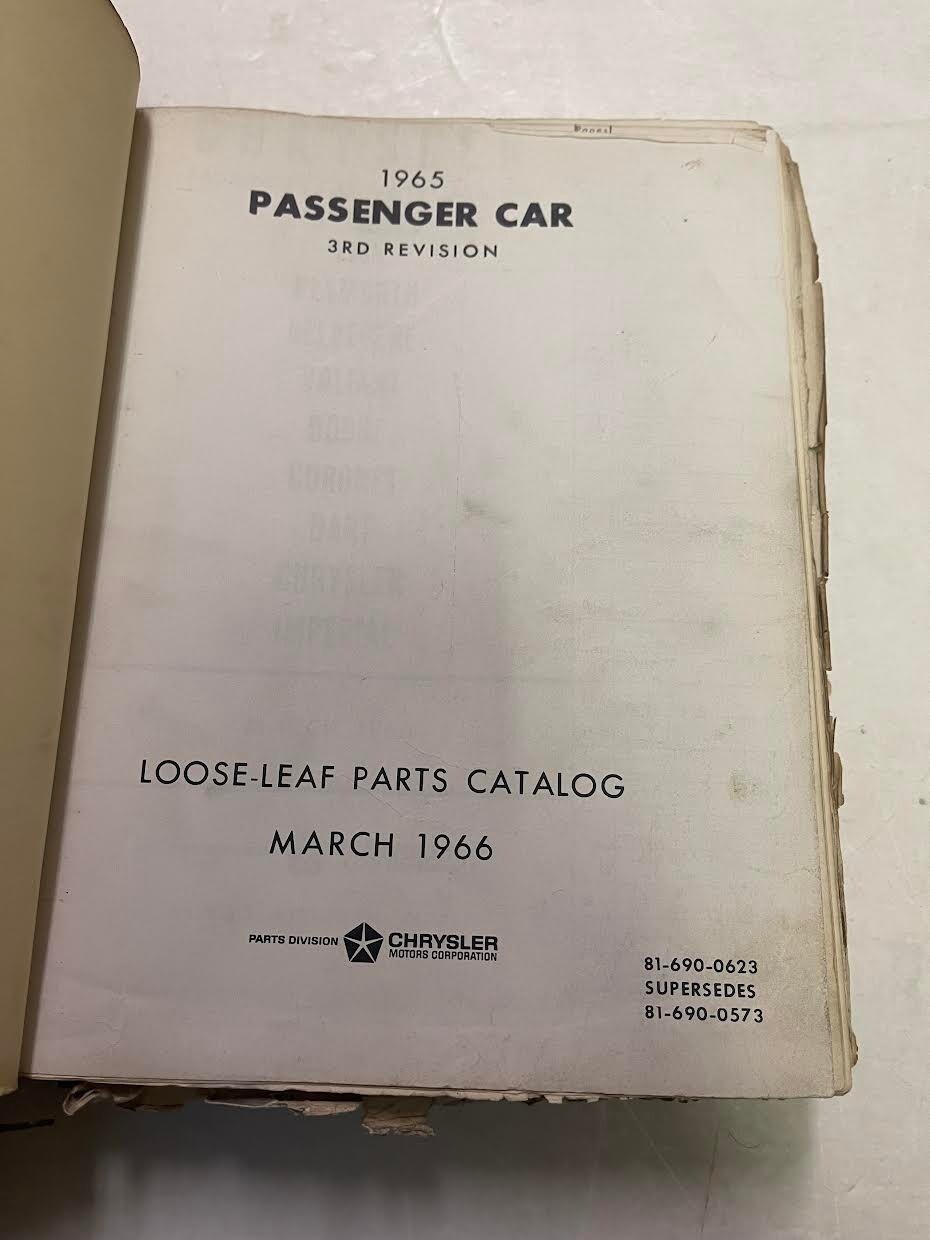 1965
PASSENGER CAR
3RD REVISION
LOOSE-LEAF PARTS CATALOG
MARCH 1966
PARTS DIVISION CHRYSLER
MOTORS CORPORATION
81-690-0623
SUPERSEDES
81-690-0573